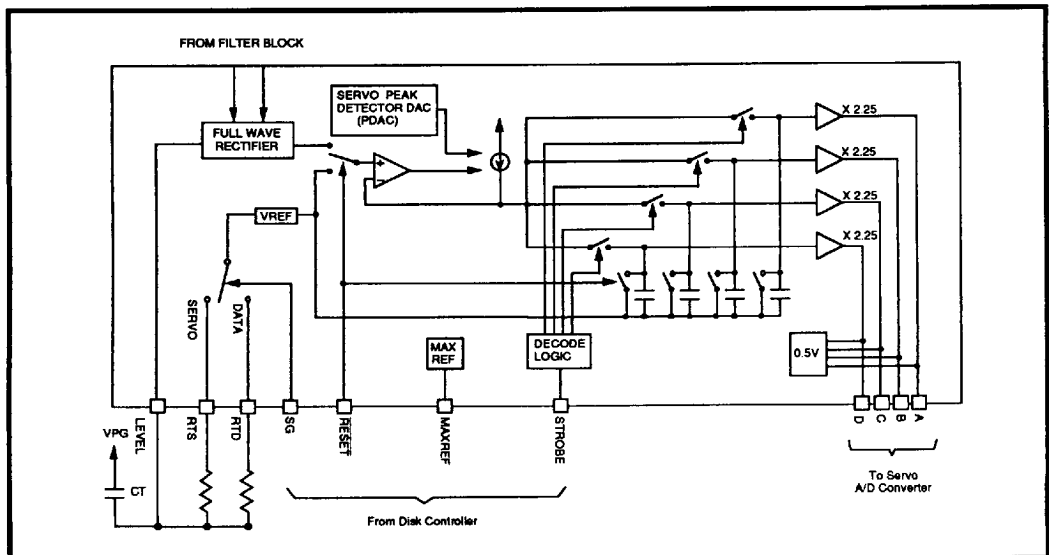 FROM FILTER BLOCK
SERVO PEAK
DETECTOR DAC
(PDAC)
FULL WAVE
RECTIFIER
X 2.25
X 2.25
X 2.25
X 2.25
+
−
VREF
SERVO
DATA
MAX
REF
DECODE
LOGIC
0.5V
LEVEL
RTS
RTD
SG
RESET
MAXREF
STROBE
D
C
B
A
VPG
CT
From Disk Controller
To Servo
A/D Converter